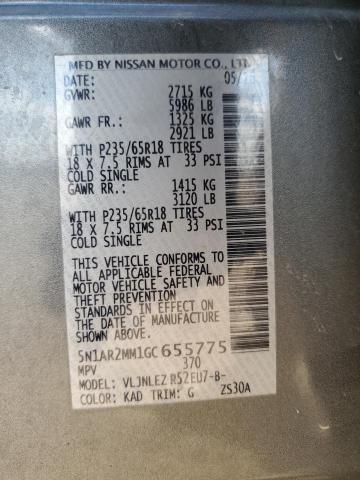 MFD BY NISSAN MOTOR CO., LTD.
DATE: 05/
GVWR: 2715 KG
5986 LB
GAWR FR.: 1325 KG
2921 LB
WITH P235/65R18 TIRES
18 X 7.5 RIMS AT 33 PSI
COLD SINGLE
GAWR RR.: 1415 KG
3120 LB
WITH P235/65R18 TIRES
18 X 7.5 RIMS AT 33 PSI
COLD SINGLE
THIS VEHICLE CONFORMS TO
ALL APPLICABLE FEDERAL
MOTOR VEHICLE SAFETY AND
THEFT PREVENTION
STANDARDS IN EFFECT ON
THE DATE OF MANUFACTURE
SHOWN ABOVE.
5N1AR2MM1GC655775
MPV 370
MODEL: VLJNLEZ R52EU7-B-
COLOR: KAD TRIM: G ZS30A